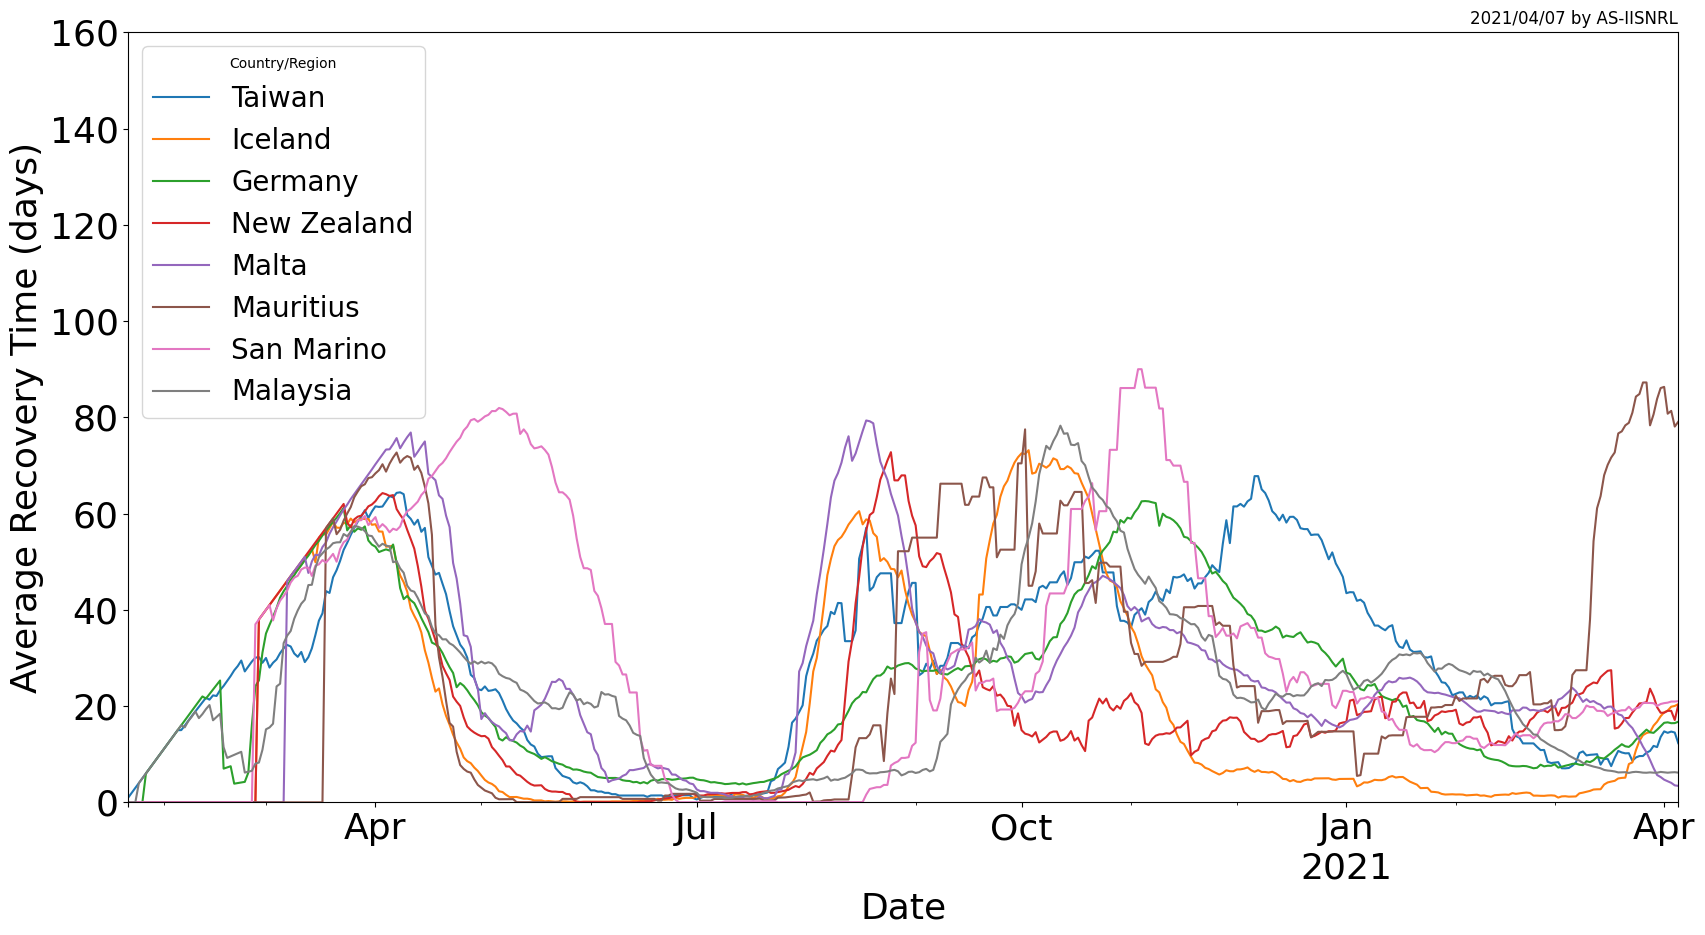 2021/04/07 by AS-IISNRL
160
140
120
100
80
60
40
20
0
Average Recovery Time (days)
Country/Region
Taiwan
Iceland
Germany
New Zealand
Malta
Mauritius
San Marino
Malaysia
Apr
Jul
Oct
Jan
2021
Apr
Date